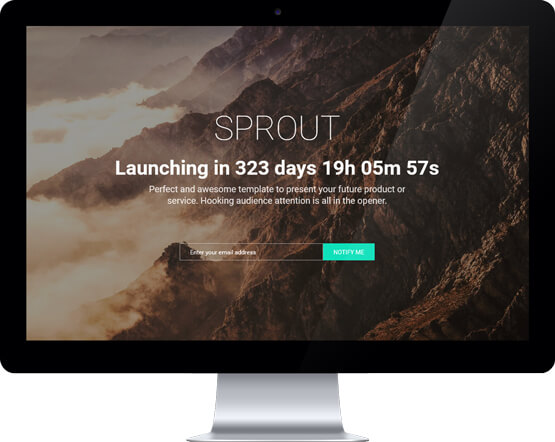 SPROUT
Launching in 323 days 19h 05m 57s
Perfect and awesome template to present your future product or
service. Hooking audience attention is all in the opener.
Enter your email address
NOTIFY ME